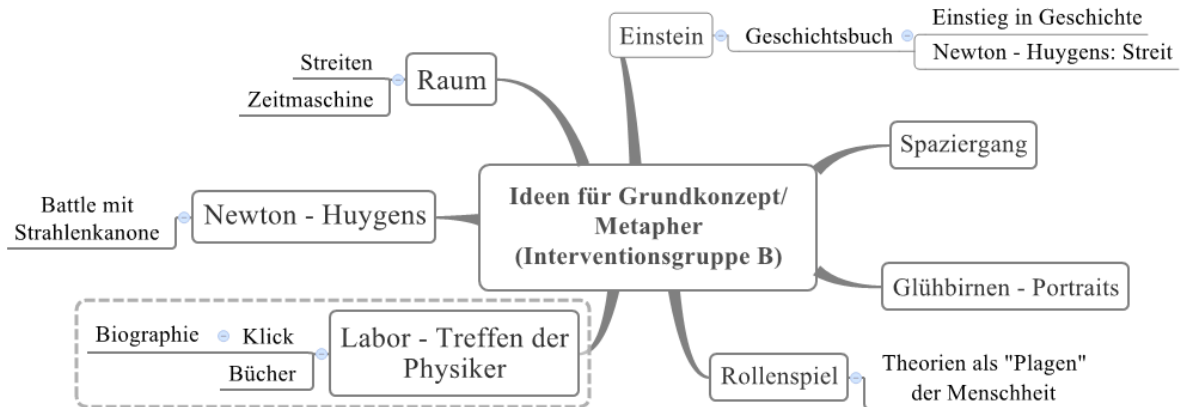 Einstein
Geschichtsbuch
Einstieg in Geschichte
Newton - Huygens: Streit
Streiten
Zeitmaschine
Raum
Spaziergang
Battle mit
Strahlenkanone
Newton - Huygens
Ideen für Grundkonzept/
Metapher
(Interventionsgruppe B)
Glühbirnen - Portraits
Biographie
Klick
Bücher
Labor - Treffen der
Physiker
Rollenspiel
Theorien als "Plagen"
der Menschheit